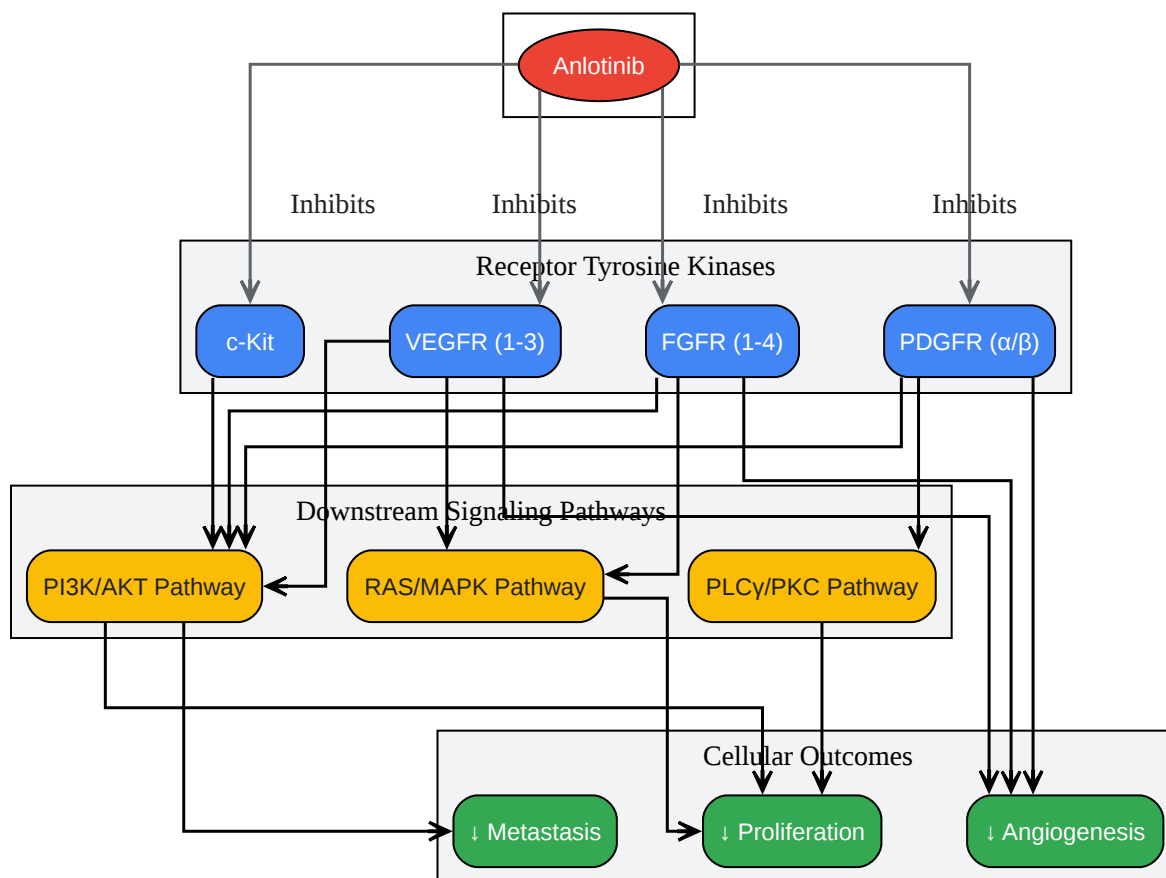 Anlotinib
Inhibits
Inhibits
Inhibits
Inhibits
Receptor Tyrosine Kinases
c-Kit
VEGFR (1-3)
FGFR (1-4)
PDGFR (α/β)
Downstream Signaling Pathways
PI3K/AKT Pathway
RAS/MAPK Pathway
PLCγ/PKC Pathway
Cellular Outcomes
↓ Metastasis
↓ Proliferation
↓ Angiogenesis